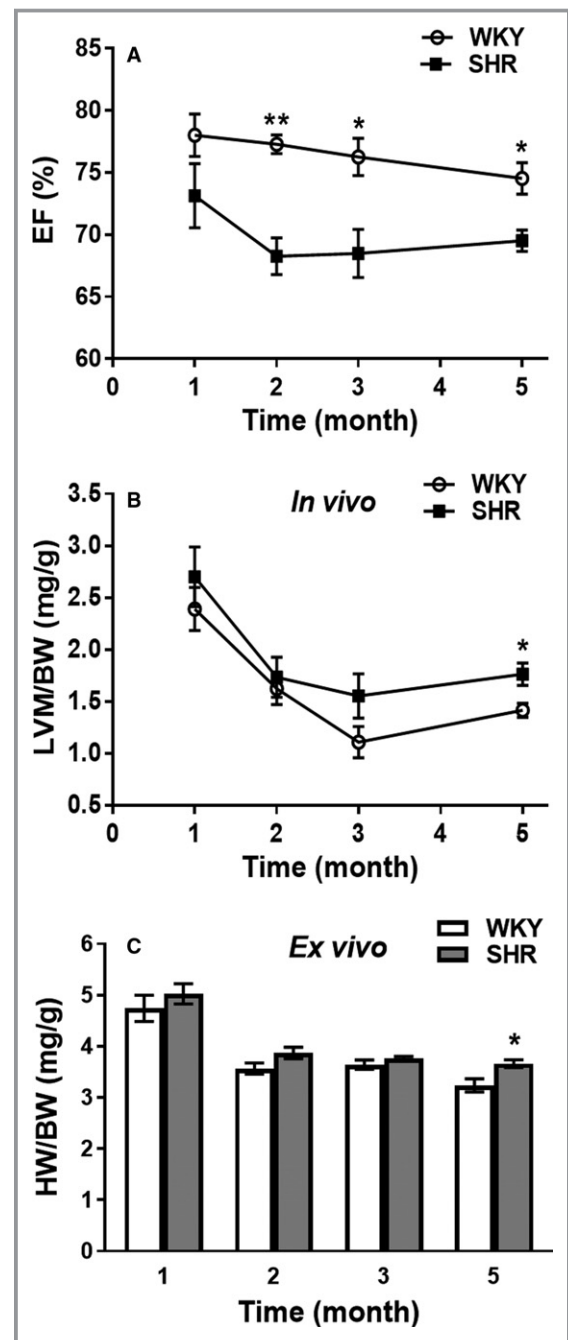 A
WKY
SHR
85
80
75
70
65
60
**
*
*
EF (%)
0 1 2 3 4 5
Time (month)
B
In vivo
WKY
SHR
3.5
3.0
2.5
2.0
1.5
1.0
0.5
*
LVM/BW (mg/g)
0 1 2 3 4 5
Time (month)
C
Ex vivo
WKY
SHR
6
5
4
3
2
1
0
*
HW/BW (mg/g)
1 2 3 5
Time (month)